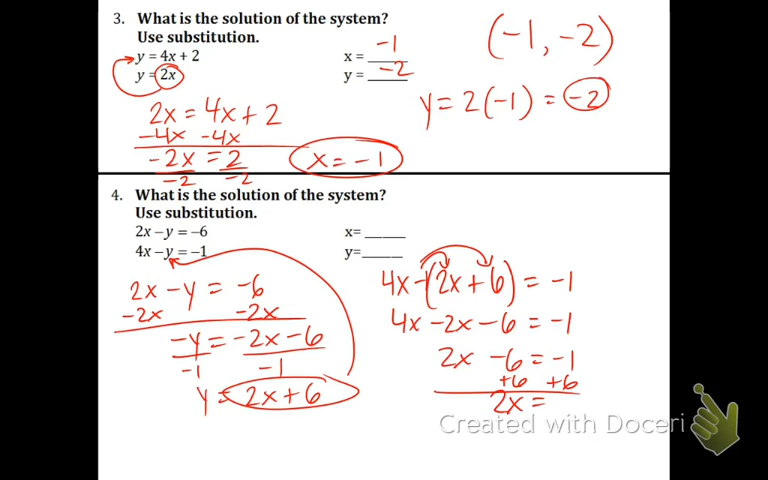 3. What is the solution of the system?
Use substitution.
y = 4x + 2
y = 2x
x = -1
y = -2
(-1, -2)
y = 2(-1) = -2
2x = 4x + 2
-4x -4x
-2x = 2
-2 -2
x = -1
4. What is the solution of the system?
Use substitution.
2x – y = –6
4x – y = –1
x= ____
y=____
2x - y = -6
-2x -2x
-y = -2x - 6
-1 -1
y = 2x + 6
4x - (2x + 6) = -1
4x - 2x - 6 = -1
2x - 6 = -1
+6 +6
2x =
Created with Doceri